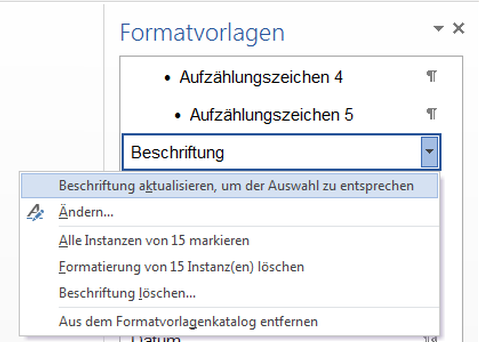 Formatvorlagen
Aufzählungszeichen 4 ¶
Aufzählungszeichen 5 ¶
Beschriftung
Beschriftung aktualisieren, um der Auswahl zu entsprechen
Ändern...
Alle Instanzen von 15 markieren
Formatierung von 15 Instanz(en) löschen
Beschriftung löschen...
Aus dem Formatvorlagenkatalog entfernen
Datum